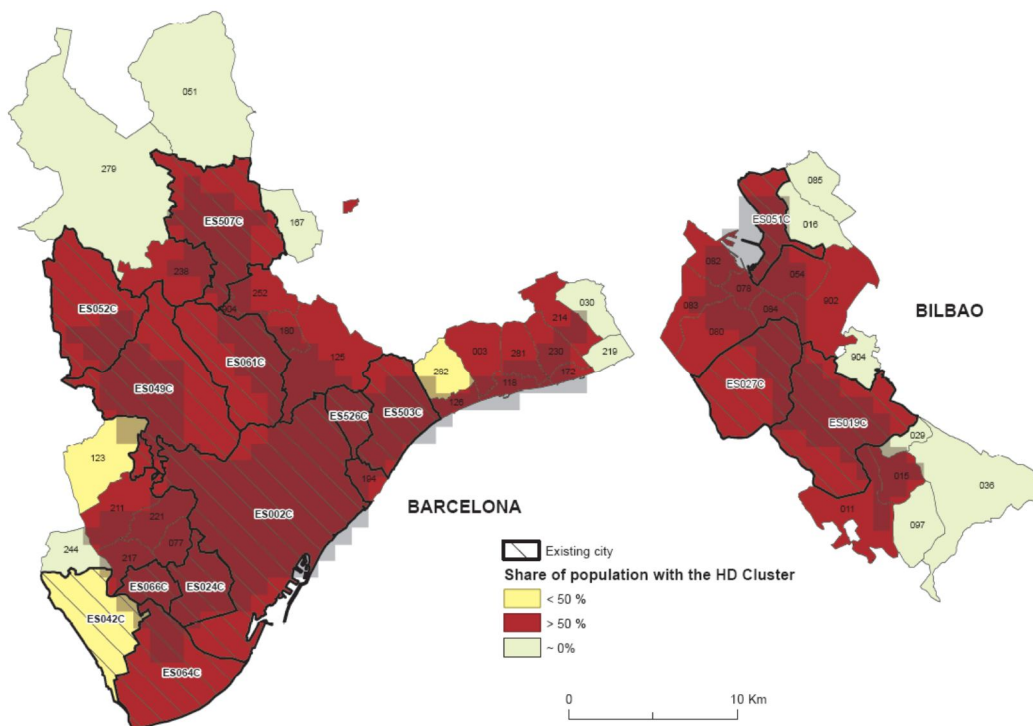 051
279
167
ES507C
238
ES052C
904
252
180
125
ES061C
ES049C
ES526C
ES503C
282
003
281
214
030
230
219
172
118
126
123
194
211
221
ES002C
077
244
217
ES066C
ES024C
ES042C
ES064C
BARCELONA
085
ES051C
016
082
054
078
902
083
084
080
904
ES027C
ES019C
029
015
036
011
097
BILBAO
Existing city
Share of population with the HD Cluster
< 50 %
> 50 %
~ 0%
0
10 Km